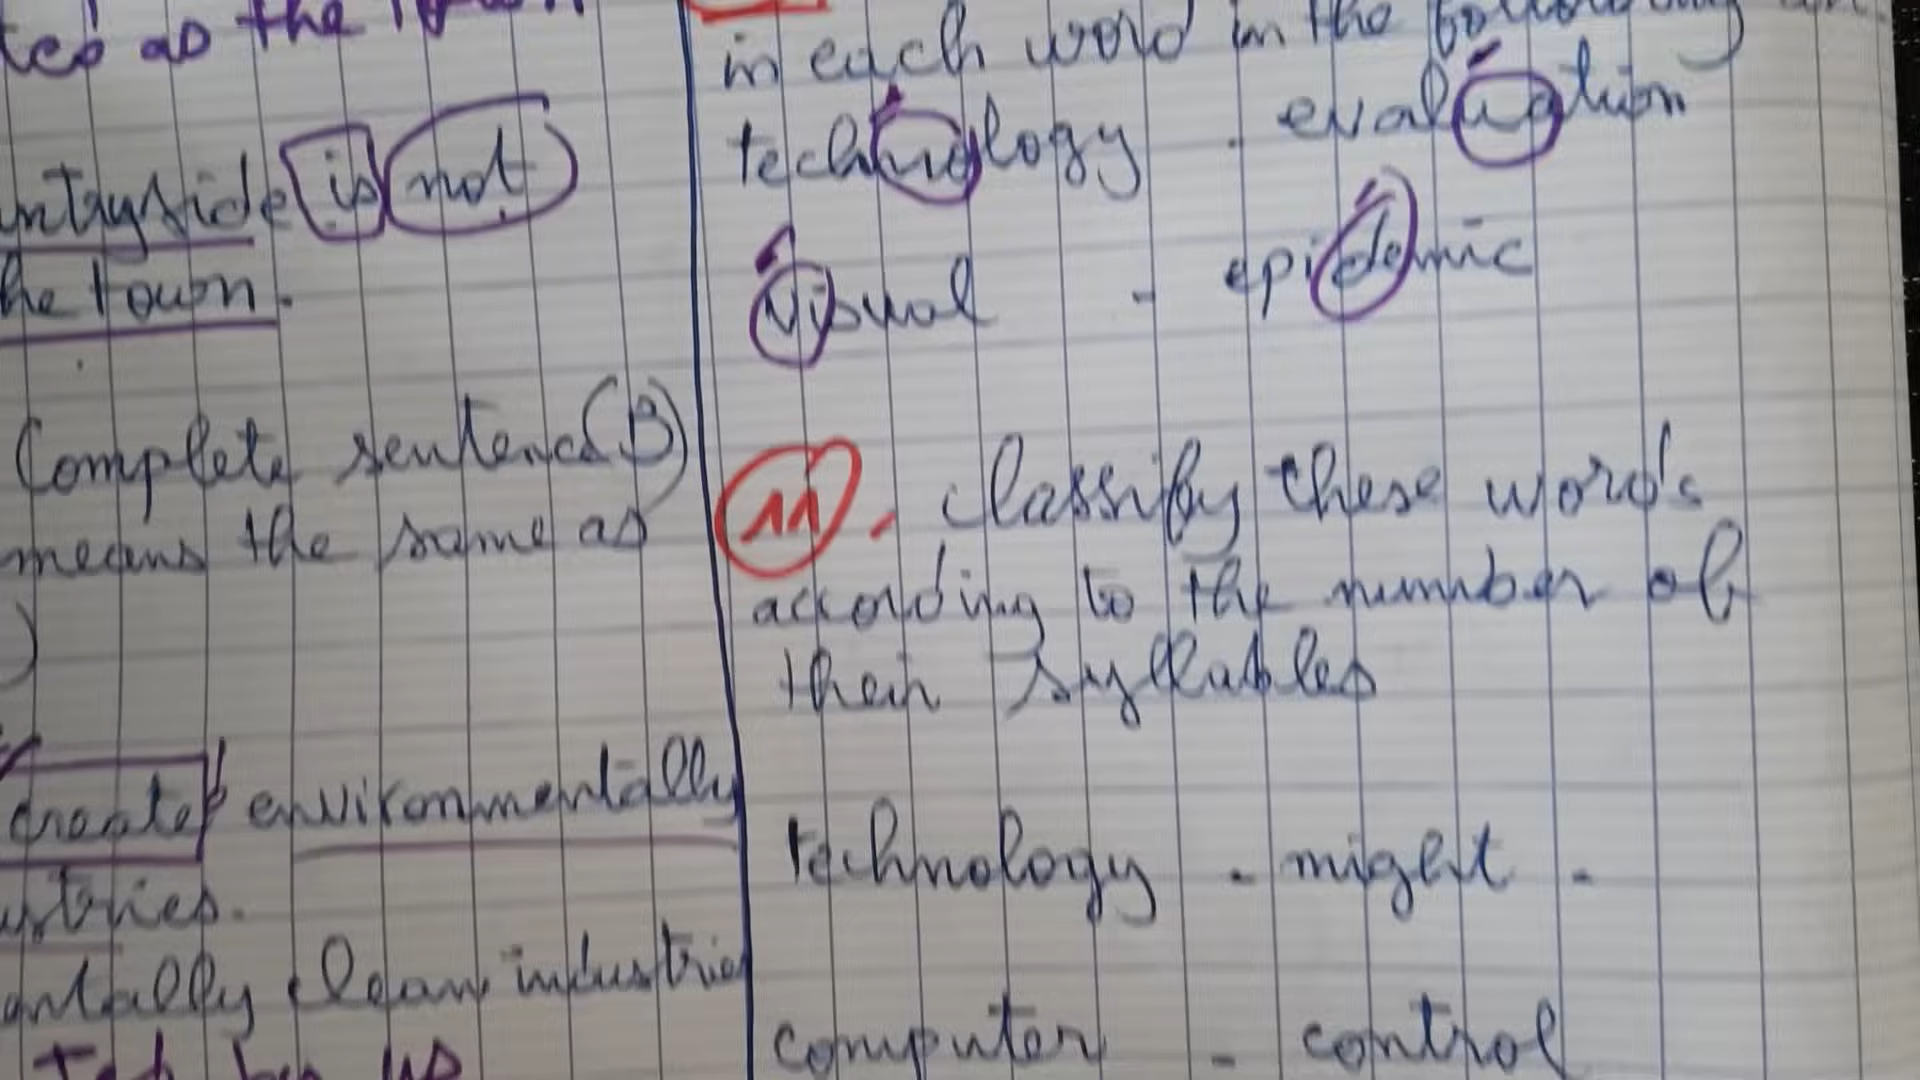 as the
ntryside is not
he town.
Complete sentence (B)
means the same as
)
create environmentally
stries.
ntally clean industrie
up
in each word in the following
technology - evaluation
visual - epidemic
11. classify these words
according to the number of
their syllables
technology - might -
computer - control